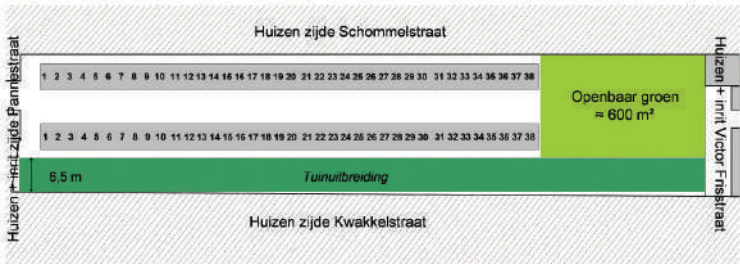 Huizen zijde Schommelstraat
Huizen + inrit zijde Pannestraat
1 2 3 4 5 6 7 8 9 10 11 12 13 14 15 16 17 18 19 20 21 22 23 24 25 26 27 28 29 30 31 32 33 34 35 36 37 38
Openbaar groen
≈ 600 m²
Huizen + inrit Victor Frisstraat
1 2 3 4 5 6 7 8 9 10 11 12 13 14 15 16 17 18 19 20 21 22 23 24 25 26 27 28 29 30 31 32 33 34 35 36 37 38
6,5 m
Tuinuitbreiding
Huizen zijde Kwakkelstraat